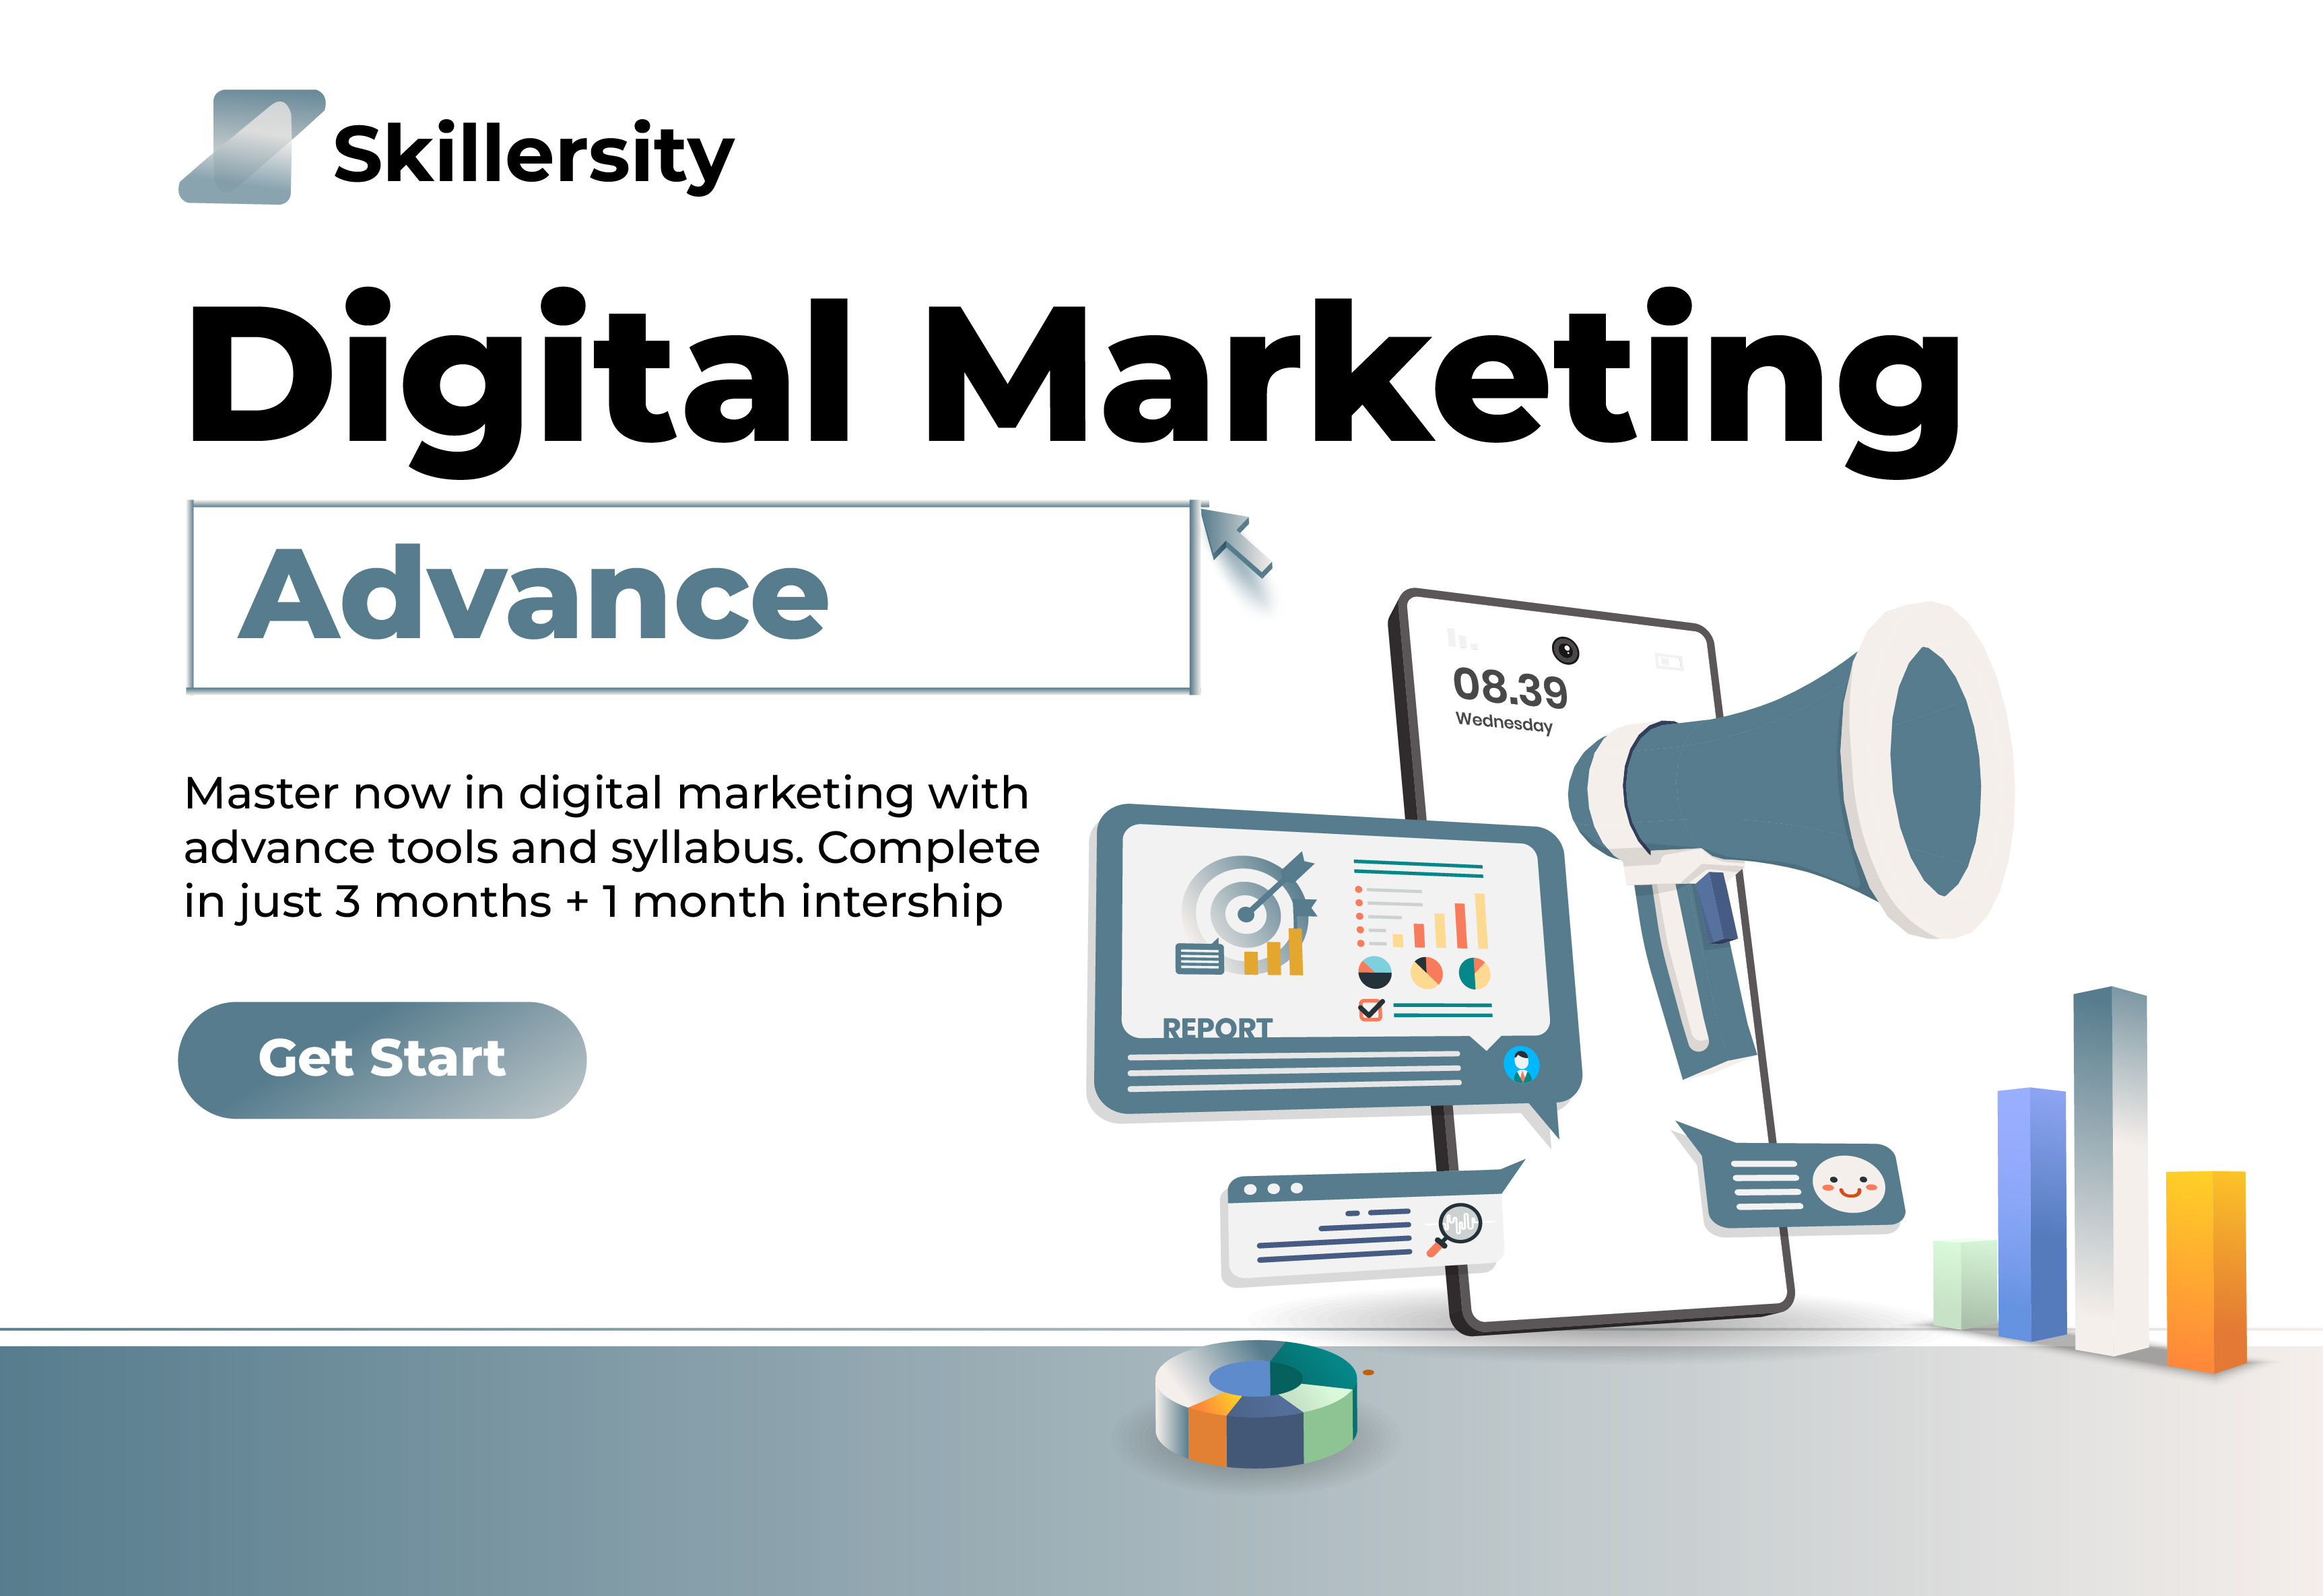 Skillersity
Digital Marketing
Advance
Master now in digital marketing with
advance tools and syllabus. Complete
in just 3 months + 1 month intership
Get Start
08.39
Wednesday
REPORT